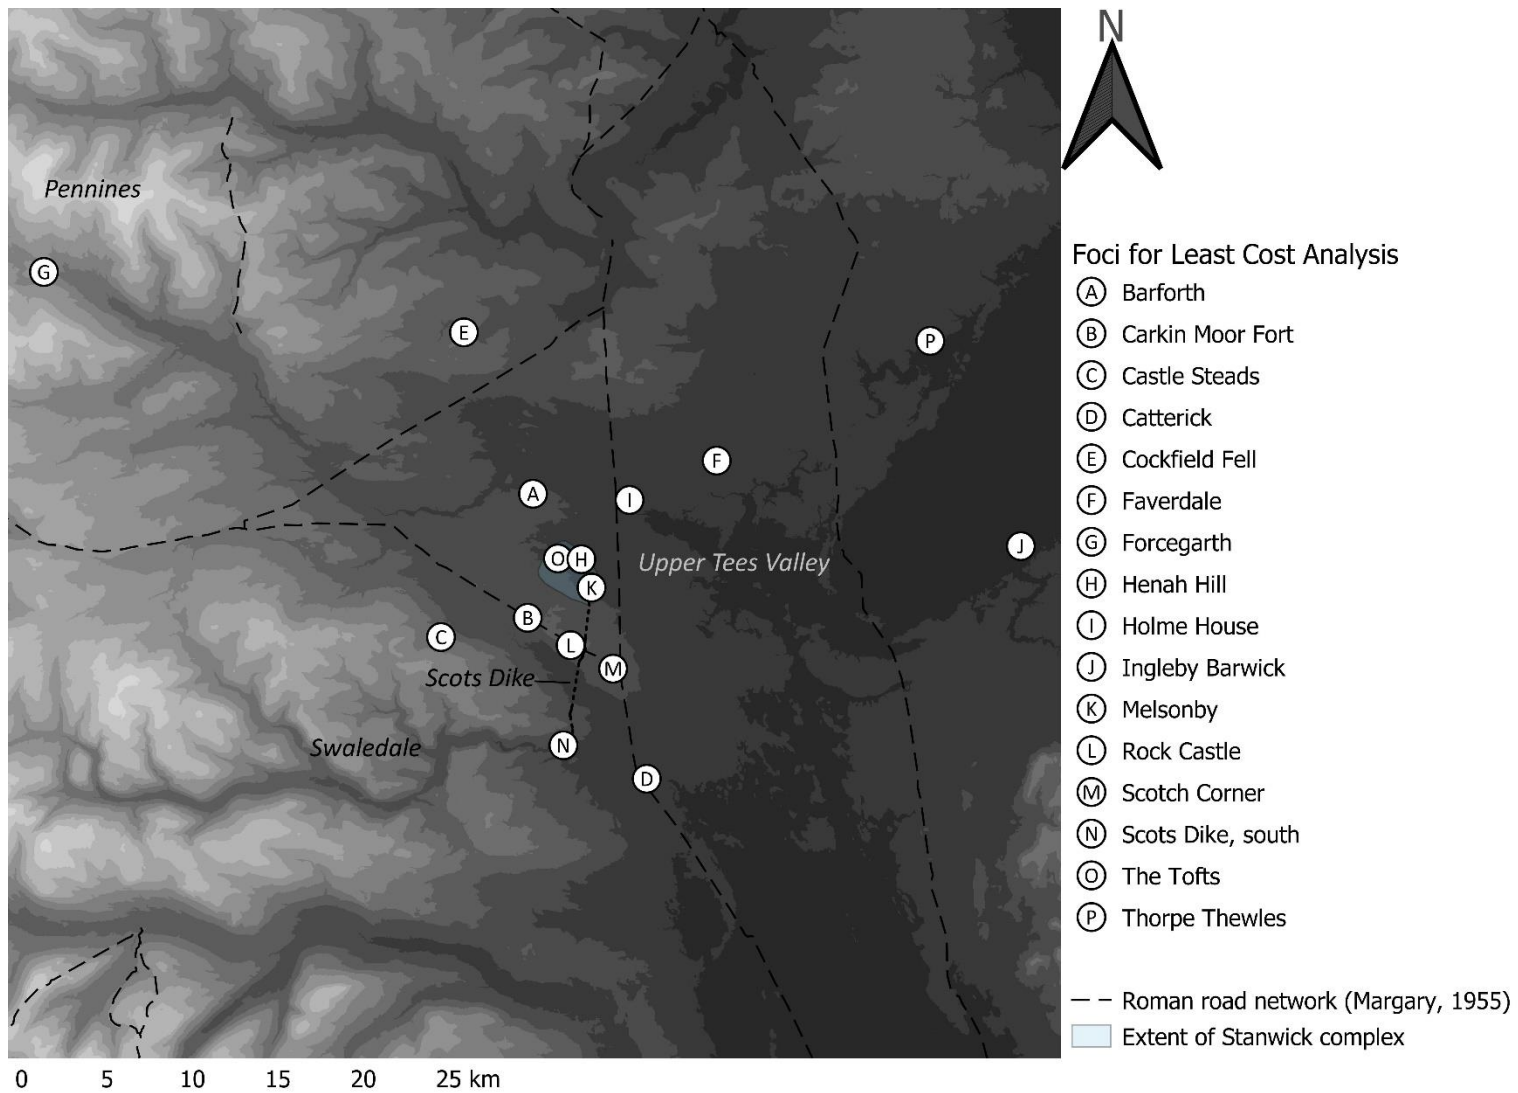 N
Pennines
G
E
P
F
A
I
O
H
Upper Tees Valley
J
K
B
L
C
M
Scots Dike
Swaledale
N
D
0 5 10 15 20 25 km
Foci for Least Cost Analysis
A Barforth
B Carkin Moor Fort
C Castle Steads
D Catterick
E Cockfield Fell
F Faverdale
G Forcegarth
H Henah Hill
I Holme House
J Ingleby Barwick
K Melsonby
L Rock Castle
M Scotch Corner
N Scots Dike, south
O The Tofts
P Thorpe Thewles
Roman road network (Margary, 1955)
Extent of Stanwick complex